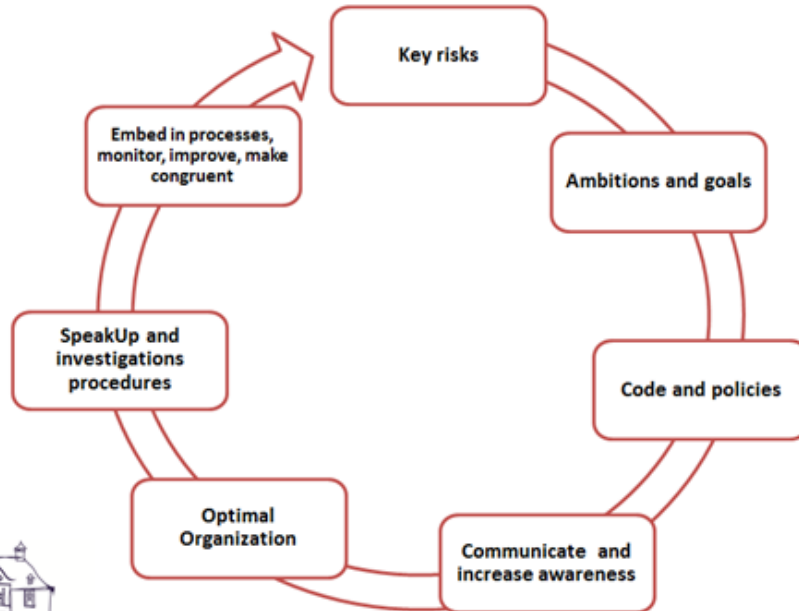 Key risks
Ambitions and goals
Code and policies
Communicate and
increase awareness
Optimal
Organization
SpeakUp and
investigations
procedures
Embed in processes,
monitor, improve, make
congruent